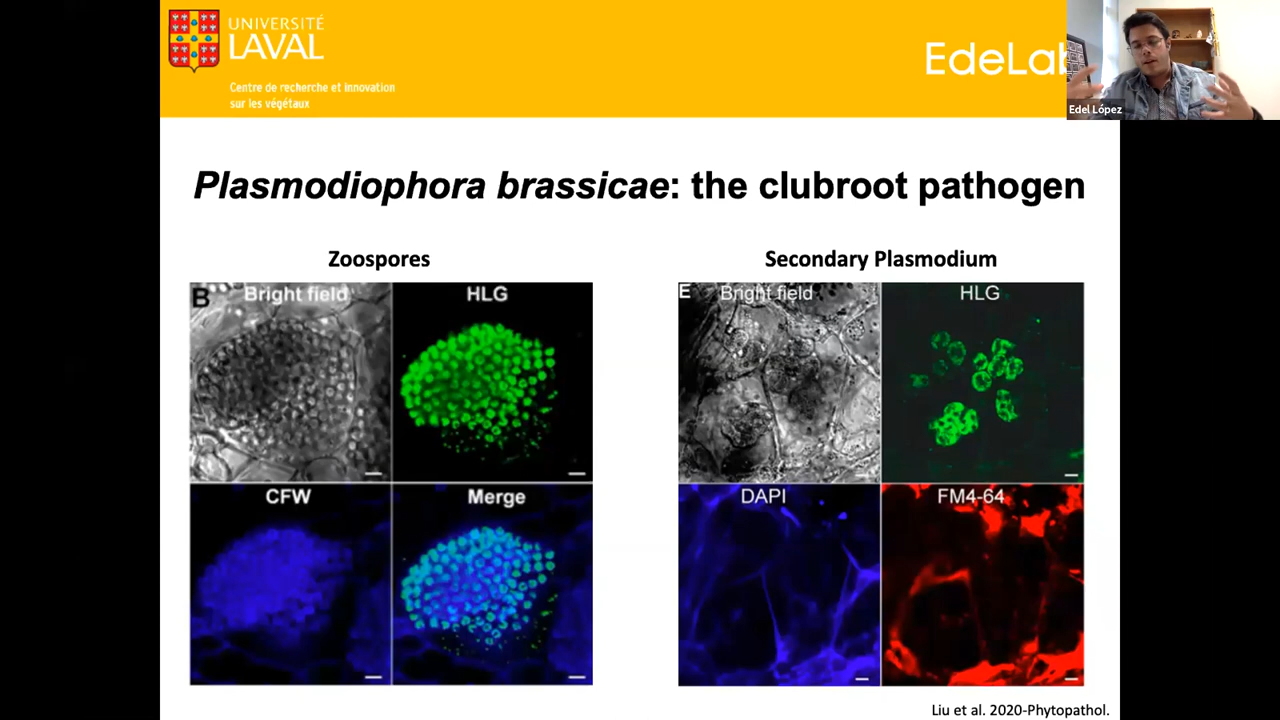 UNIVERSITÉ
LAVAL
Centre de recherche et innovation
sur les végétaux
EdeLab
Edel López
Plasmodiophora brassicae: the clubroot pathogen
Zoospores
Secondary Plasmodium
B
Bright field
HLG
CFW
Merge
E
Bright field
HLG
DAPI
FM4-64
Liu et al. 2020-Phytopathol.